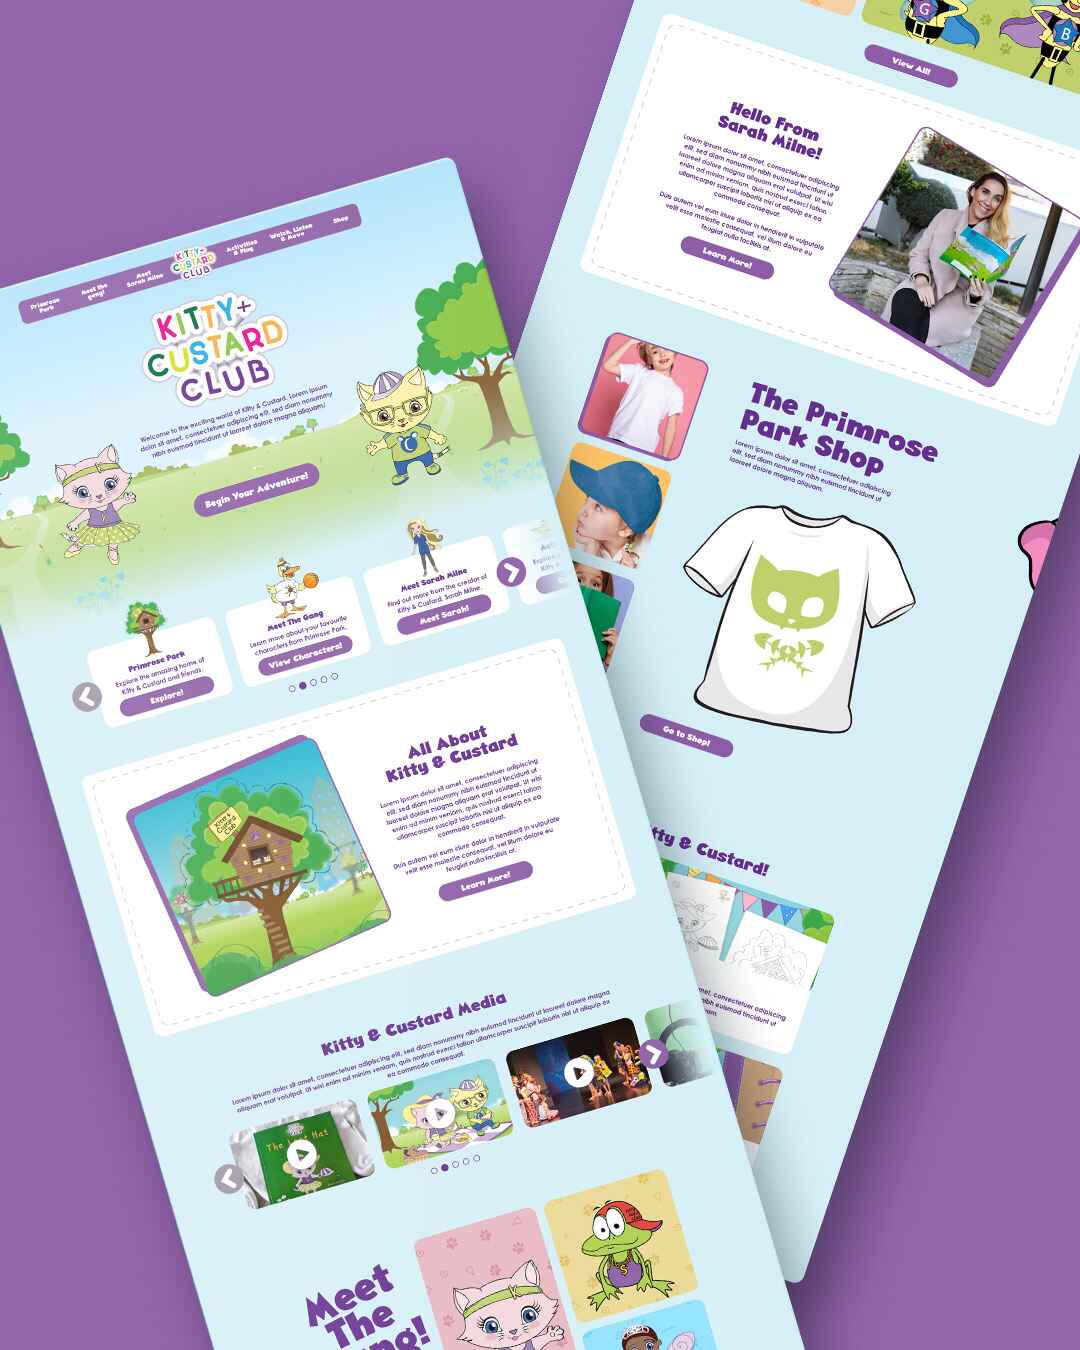 Primrose
Park
Meet the
gang!
Meet
Sarah Milne
KITTY+
CUSTARD
CLUB
Activities
& Play
Watch, Listen
& Move
Shop
KITTY+
CUSTARD
CLUB
Welcome to the exciting world of Kitty & Custard. Lorem ipsum
dolor sit amet, consectetuer adipiscing elit, sed diam nonummy
nibh euismod tincidunt ut laoreet dolore magna aliquam!
Begin Your Adventure!
Primrose Park
Explore the amazing home of
Kitty & Custard and friends.
Explore!
Meet The Gang
Learn more about your favourite
characters from Primrose Park.
View Characters!
Meet Sarah Milne
Find out more from the creator of
Kitty & Custard, Sarah Milne.
Meet Sarah!
Kitty +
Custard
Club
All About
Kitty & Custard
Lorem ipsum dolor sit amet, consectetuer adipiscing
elit, sed diam nonummy nibh euismod tincidunt ut
laoreet dolore magna aliquam erat volutpat. Ut wisi
enim ad minim veniam, quis nostrud exerci tation
ullamcorper suscipit lobortis nisl ut aliquip ex ea
commodo consequat.
Duis autem vel eum iriure dolor in hendrerit in vulputate
velit esse molestie consequat, vel illum dolore eu
feugiat nulla facilisis at.
Learn More!
Kitty & Custard Media
Lorem ipsum dolor sit amet, consectetuer adipiscing elit, sed diam nonummy nibh euismod tincidunt ut laoreet dolore magna
aliquam erat volutpat. Ut wisi enim ad minim veniam, quis nostrud exerci tation ullamcorper suscipit lobortis nisl ut aliquip ex
ea commodo consequat.
The Lost Hat
Meet
The
S
K
G
B
View All!
Hello From
Sarah Milne!
Lorem ipsum dolor sit amet, consectetuer adipiscing
elit, sed diam nonummy nibh euismod tincidunt ut
laoreet dolore magna aliquam erat volutpat. Ut wisi
enim ad minim veniam, quis nostrud exerci tation
ullamcorper suscipit lobortis nisl ut aliquip ex ea
commodo consequat.
Duis autem vel eum iriure dolor in hendrerit in vulputate
velit esse molestie consequat, vel illum dolore eu
feugiat nulla facilisis at.
Learn More!
The Primrose
Park Shop
Lorem ipsum dolor sit amet, consectetuer adipiscing
elit, sed diam nonummy nibh euismod tincidunt ut
laoreet dolore magna aliquam.
Go to Shop!
& Custard!
consectetuer adipiscing
nibh euismod tincidunt ut